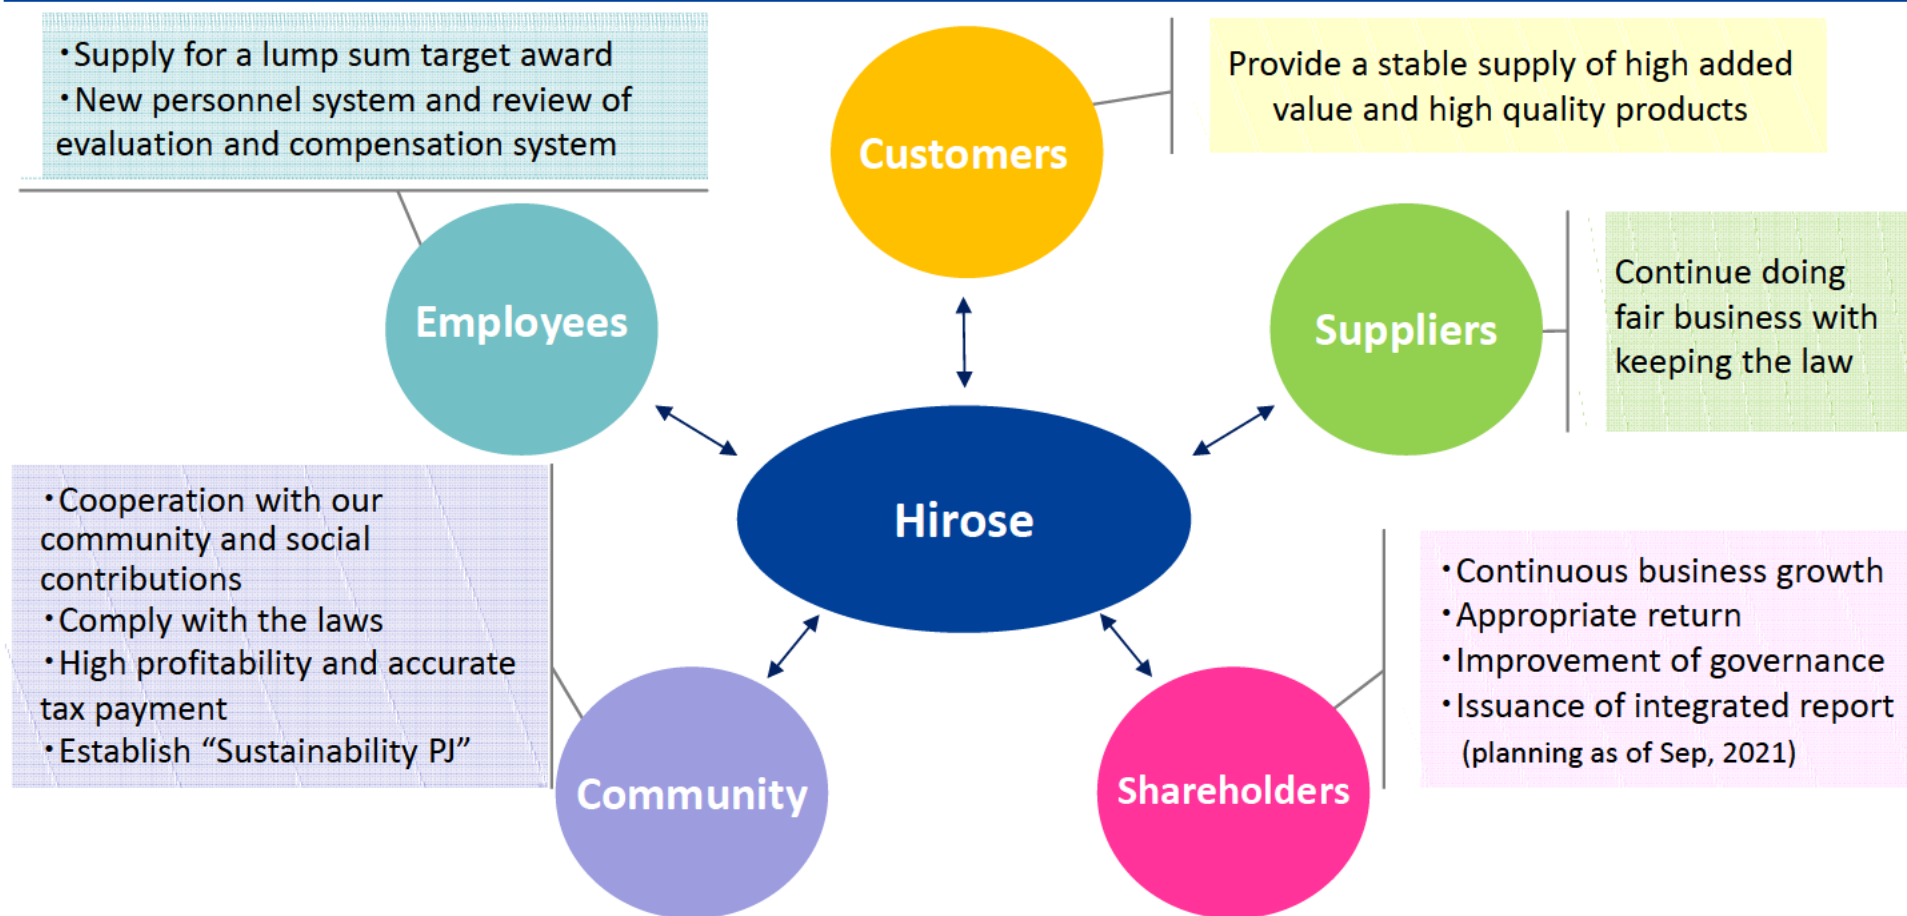 ・Supply for a lump sum target award
・New personnel system and review of
evaluation and compensation system
Customers
Provide a stable supply of high added
value and high quality products
Employees
Suppliers
Continue doing
fair business with
keeping the law
Hirose
・Cooperation with our
community and social
contributions
・Comply with the laws
・High profitability and accurate
tax payment
・Establish “Sustainability PJ”
Community
Shareholders
・Continuous business growth
・Appropriate return
・Improvement of governance
・Issuance of integrated report
(planning as of Sep, 2021)